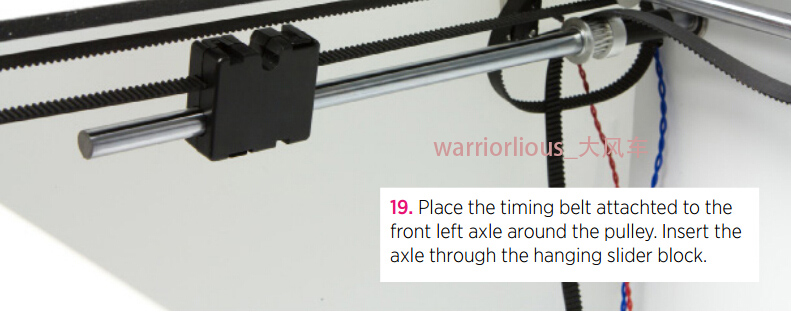 warriorlious_大风车
19. Place the timing belt attachted to the
front left axle around the pulley. Insert the
axle through the hanging slider block.